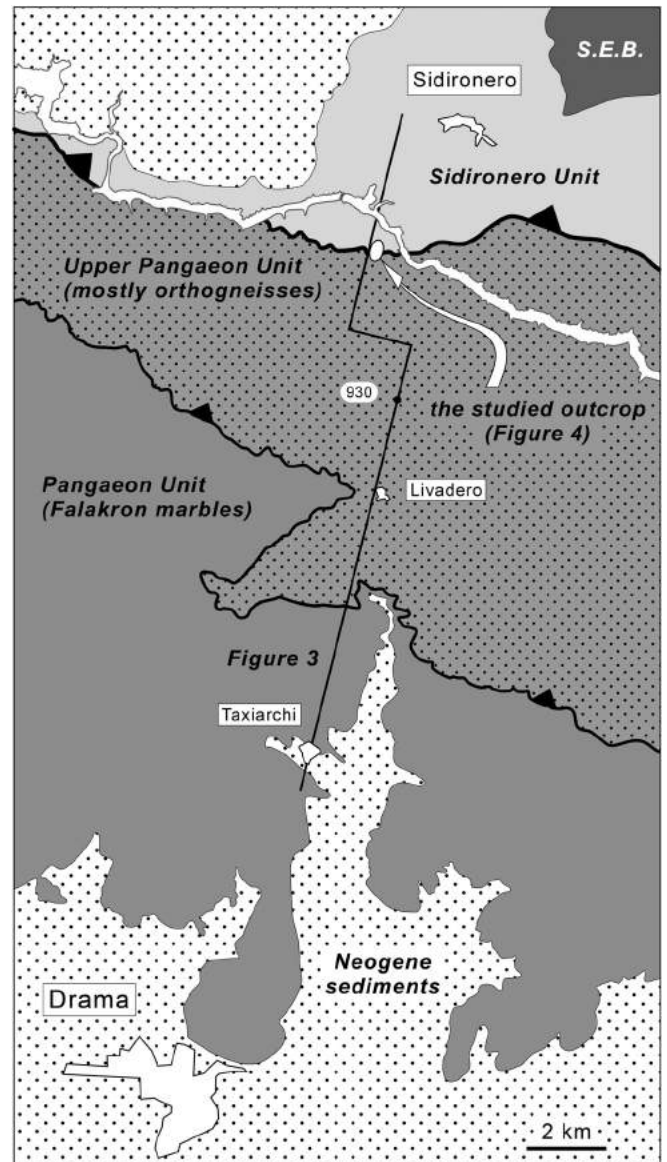 S.E.B.
Sidironero
Sidironero Unit
Upper Pangaeon Unit
(mostly orthogneisses)
930
the studied outcrop
(Figure 4)
Pangaeon Unit
(Falakron marbles)
Livadero
Figure 3
Taxiarchi
Neogene
sediments
Drama
2 km